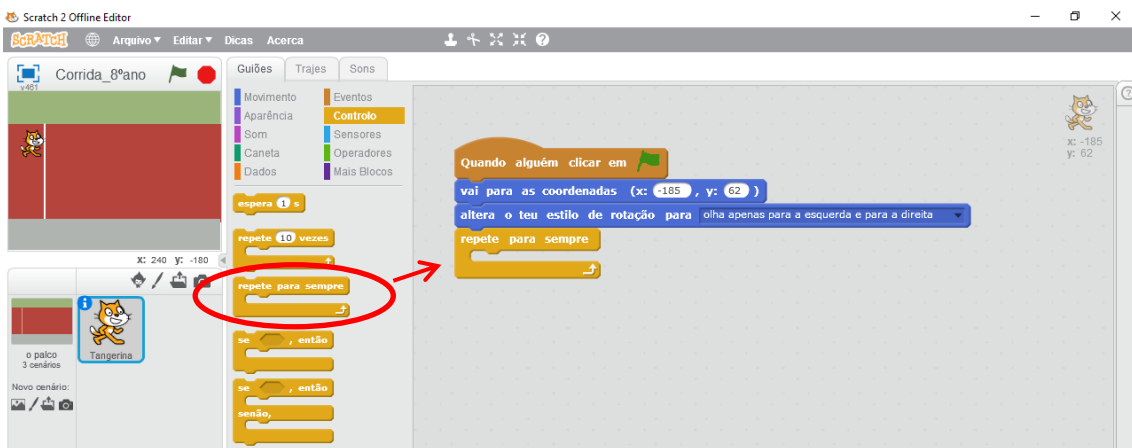 Scratch 2 Offline Editor
SCRATCH Arquivo Editar Dicas Acerca
v461
Corrida_8ºano
x: 240 y: -180
o palco
3 cenários
Tangerina
Novo cenário:
Guiões Trajes Sons
Movimento Eventos
Aparência Controlo
Som Sensores
Caneta Operadores
Dados Mais Blocos
espera 1 s
repete 10 vezes
repete para sempre
se , então
se , então
senão,
Quando alguém clicar em
vai para as coordenadas (x: -185 , y: 62 )
altera o teu estilo de rotação para olha apenas para a esquerda e para a direita
repete para sempre
x: -185
y: 62